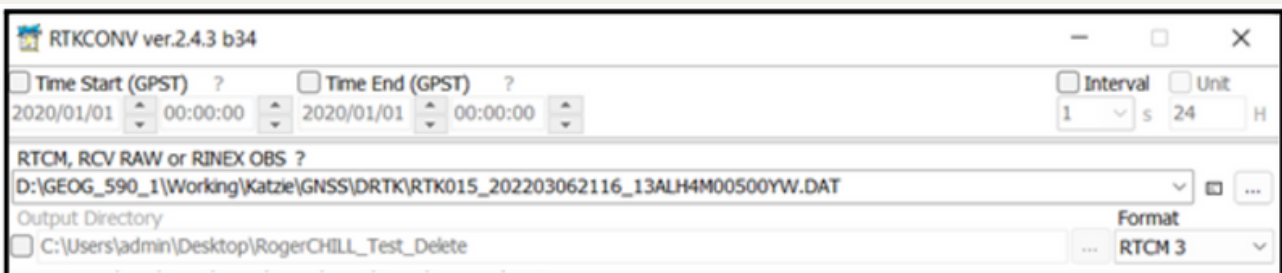 RTKCONV ver.2.4.3 b34
Time Start (GPST) ? Time End (GPST) ? Interval Unit
2020/01/01 00:00:00 2020/01/01 00:00:00 1 s 24 H
RTCM, RCV RAW or RINEX OBS ?
D:\GEOG_590_1\Working\Katzie\GNSS\DRTK\RTK015_202203062116_13ALH4M00500YW.DAT ...
Output Directory Format
C:\Users\admin\Desktop\RogerCHILL_Test_Delete ... RTCM 3